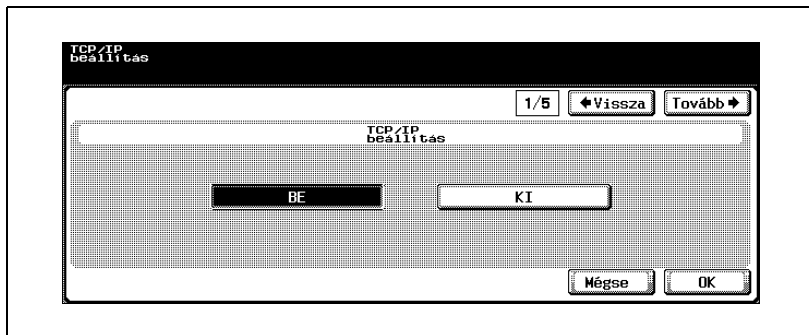 TCP/IP
beállítás
1/5 ←Vissza Tovább→
TCP/IP
beállítás
BE KI
Mégse OK